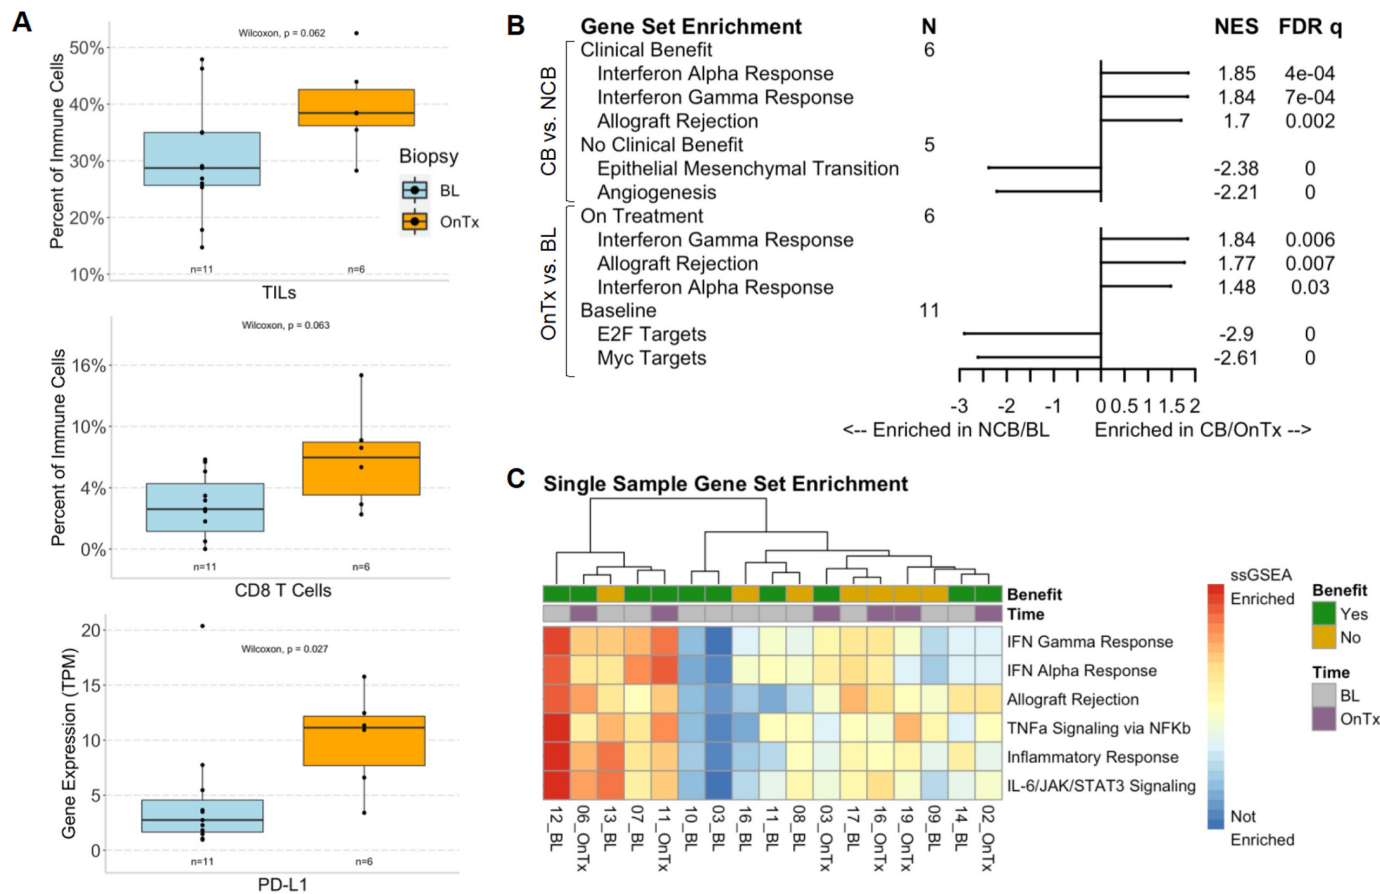 A
Wilcoxon, p = 0.062
50%
40%
30%
20%
10%
Percent of Immune Cells
n=11
n=6
TILs
Biopsy
BL
OnTx
Wilcoxon, p = 0.063
16%
10%
4%
0%
Percent of Immune Cells
n=11
n=6
CD8 T Cells
20
15
10
5
0
Gene Expression (TPM)
Wilcoxon, p = 0.027
n=11
n=6
PD-L1
B
Gene Set Enrichment N NES FDR q
CB vs. NCB
Clinical Benefit 6
Interferon Alpha Response 1.85 4e-04
Interferon Gamma Response 1.84 7e-04
Allograft Rejection 1.7 0.002
No Clinical Benefit 5
Epithelial Mesenchymal Transition -2.38 0
Angiogenesis -2.21 0
OnTx vs. BL
On Treatment 6
Interferon Gamma Response 1.84 0.006
Allograft Rejection 1.77 0.007
Interferon Alpha Response 1.48 0.03
Baseline 11
E2F Targets -2.9 0
Myc Targets -2.61 0
-3 -2 -1 0 0.5 1 1.5 2
<-- Enriched in NCB/BL Enriched in CB/OnTx -->
C
Single Sample Gene Set Enrichment
Benefit
Time
IFN Gamma Response
IFN Alpha Response
Allograft Rejection
TNFa Signaling via NFKb
Inflammatory Response
IL-6/JAK/STAT3 Signaling
12_BL
06_OnTx
13_BL
07_BL
11_OnTx
10_BL
03_BL
16_BL
11_BL
08_BL
03_OnTx
17_BL
16_OnTx
19_OnTx
09_BL
14_BL
02_OnTx
ssGSEA
Enriched
Not
Enriched
Benefit
Yes
No
Time
BL
OnTx